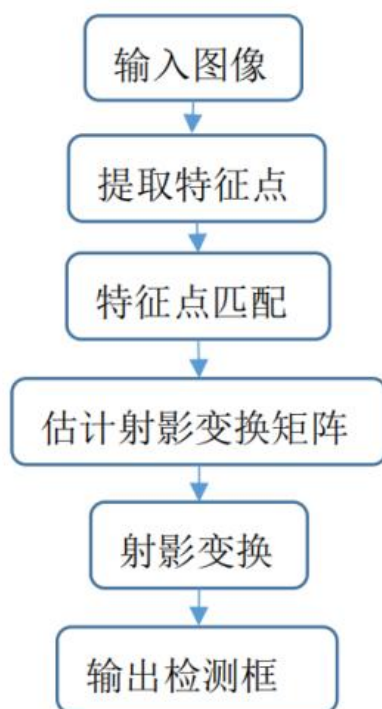 输入图像
提取特征点
特征点匹配
估计射影变换矩阵
射影变换
输出检测框